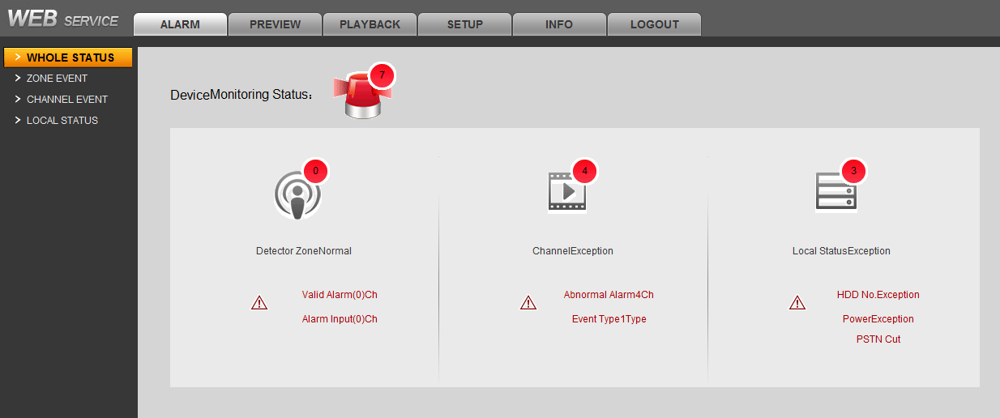 WEB SERVICE
ALARM PREVIEW PLAYBACK SETUP INFO LOGOUT
WHOLE STATUS
ZONE EVENT
CHANNEL EVENT
LOCAL STATUS
DeviceMonitoring Status:
7
0
4
3
Detector ZoneNormal
ChannelException
Local StatusException
Valid Alarm(0)Ch
Alarm Input(0)Ch
Abnormal Alarm4Ch
Event Type1Type
HDD No.Exception
PowerException
PSTN Cut